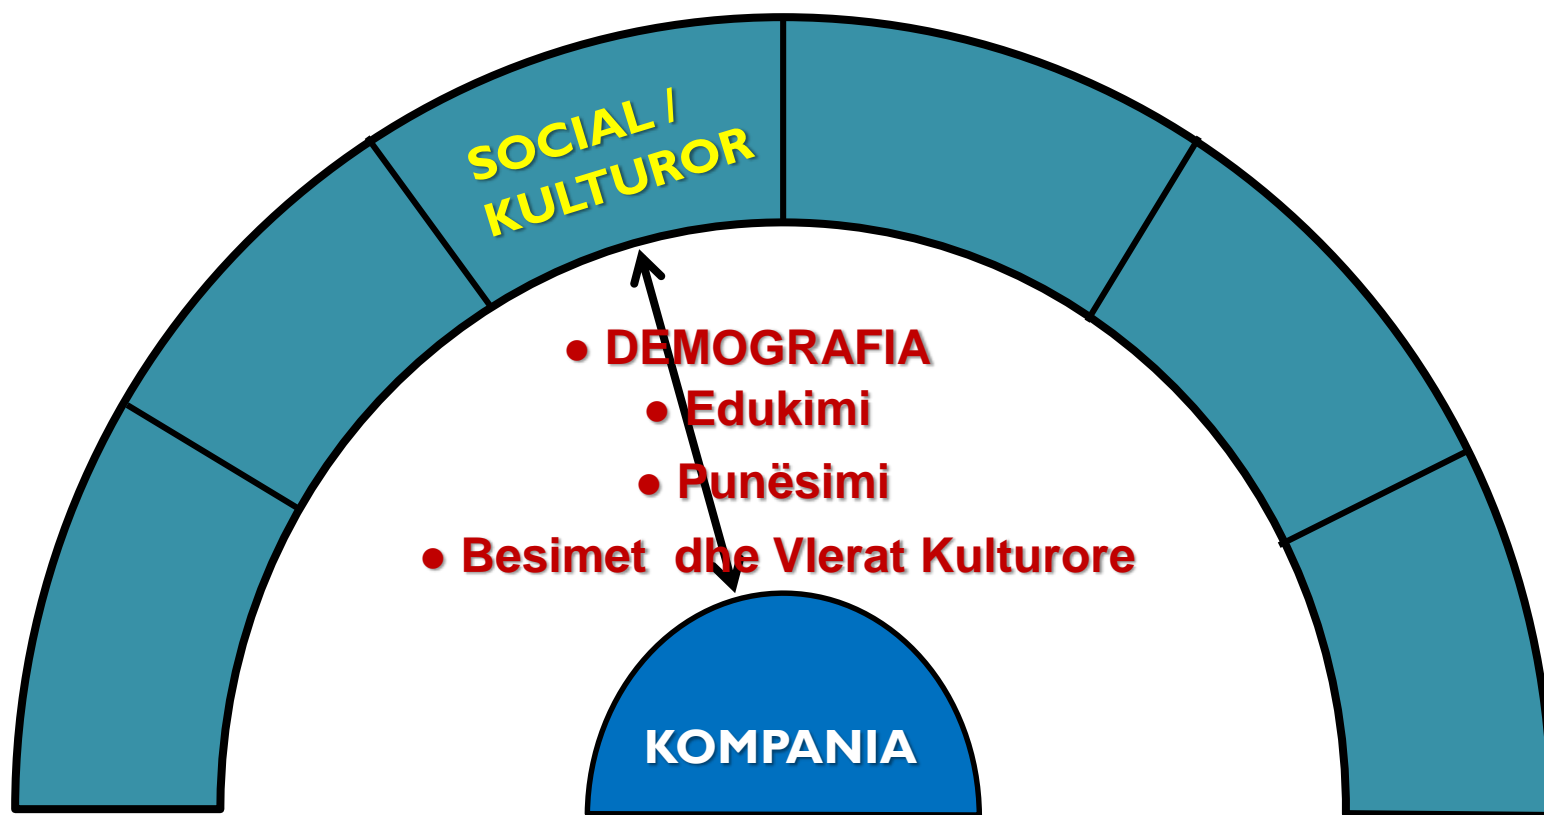 SOCIAL /
KULTUROR
● DEMOGRAFIA
● Edukimi
● Punësimi
● Besimet dhe Vlerat Kulturore
KOMPANIA